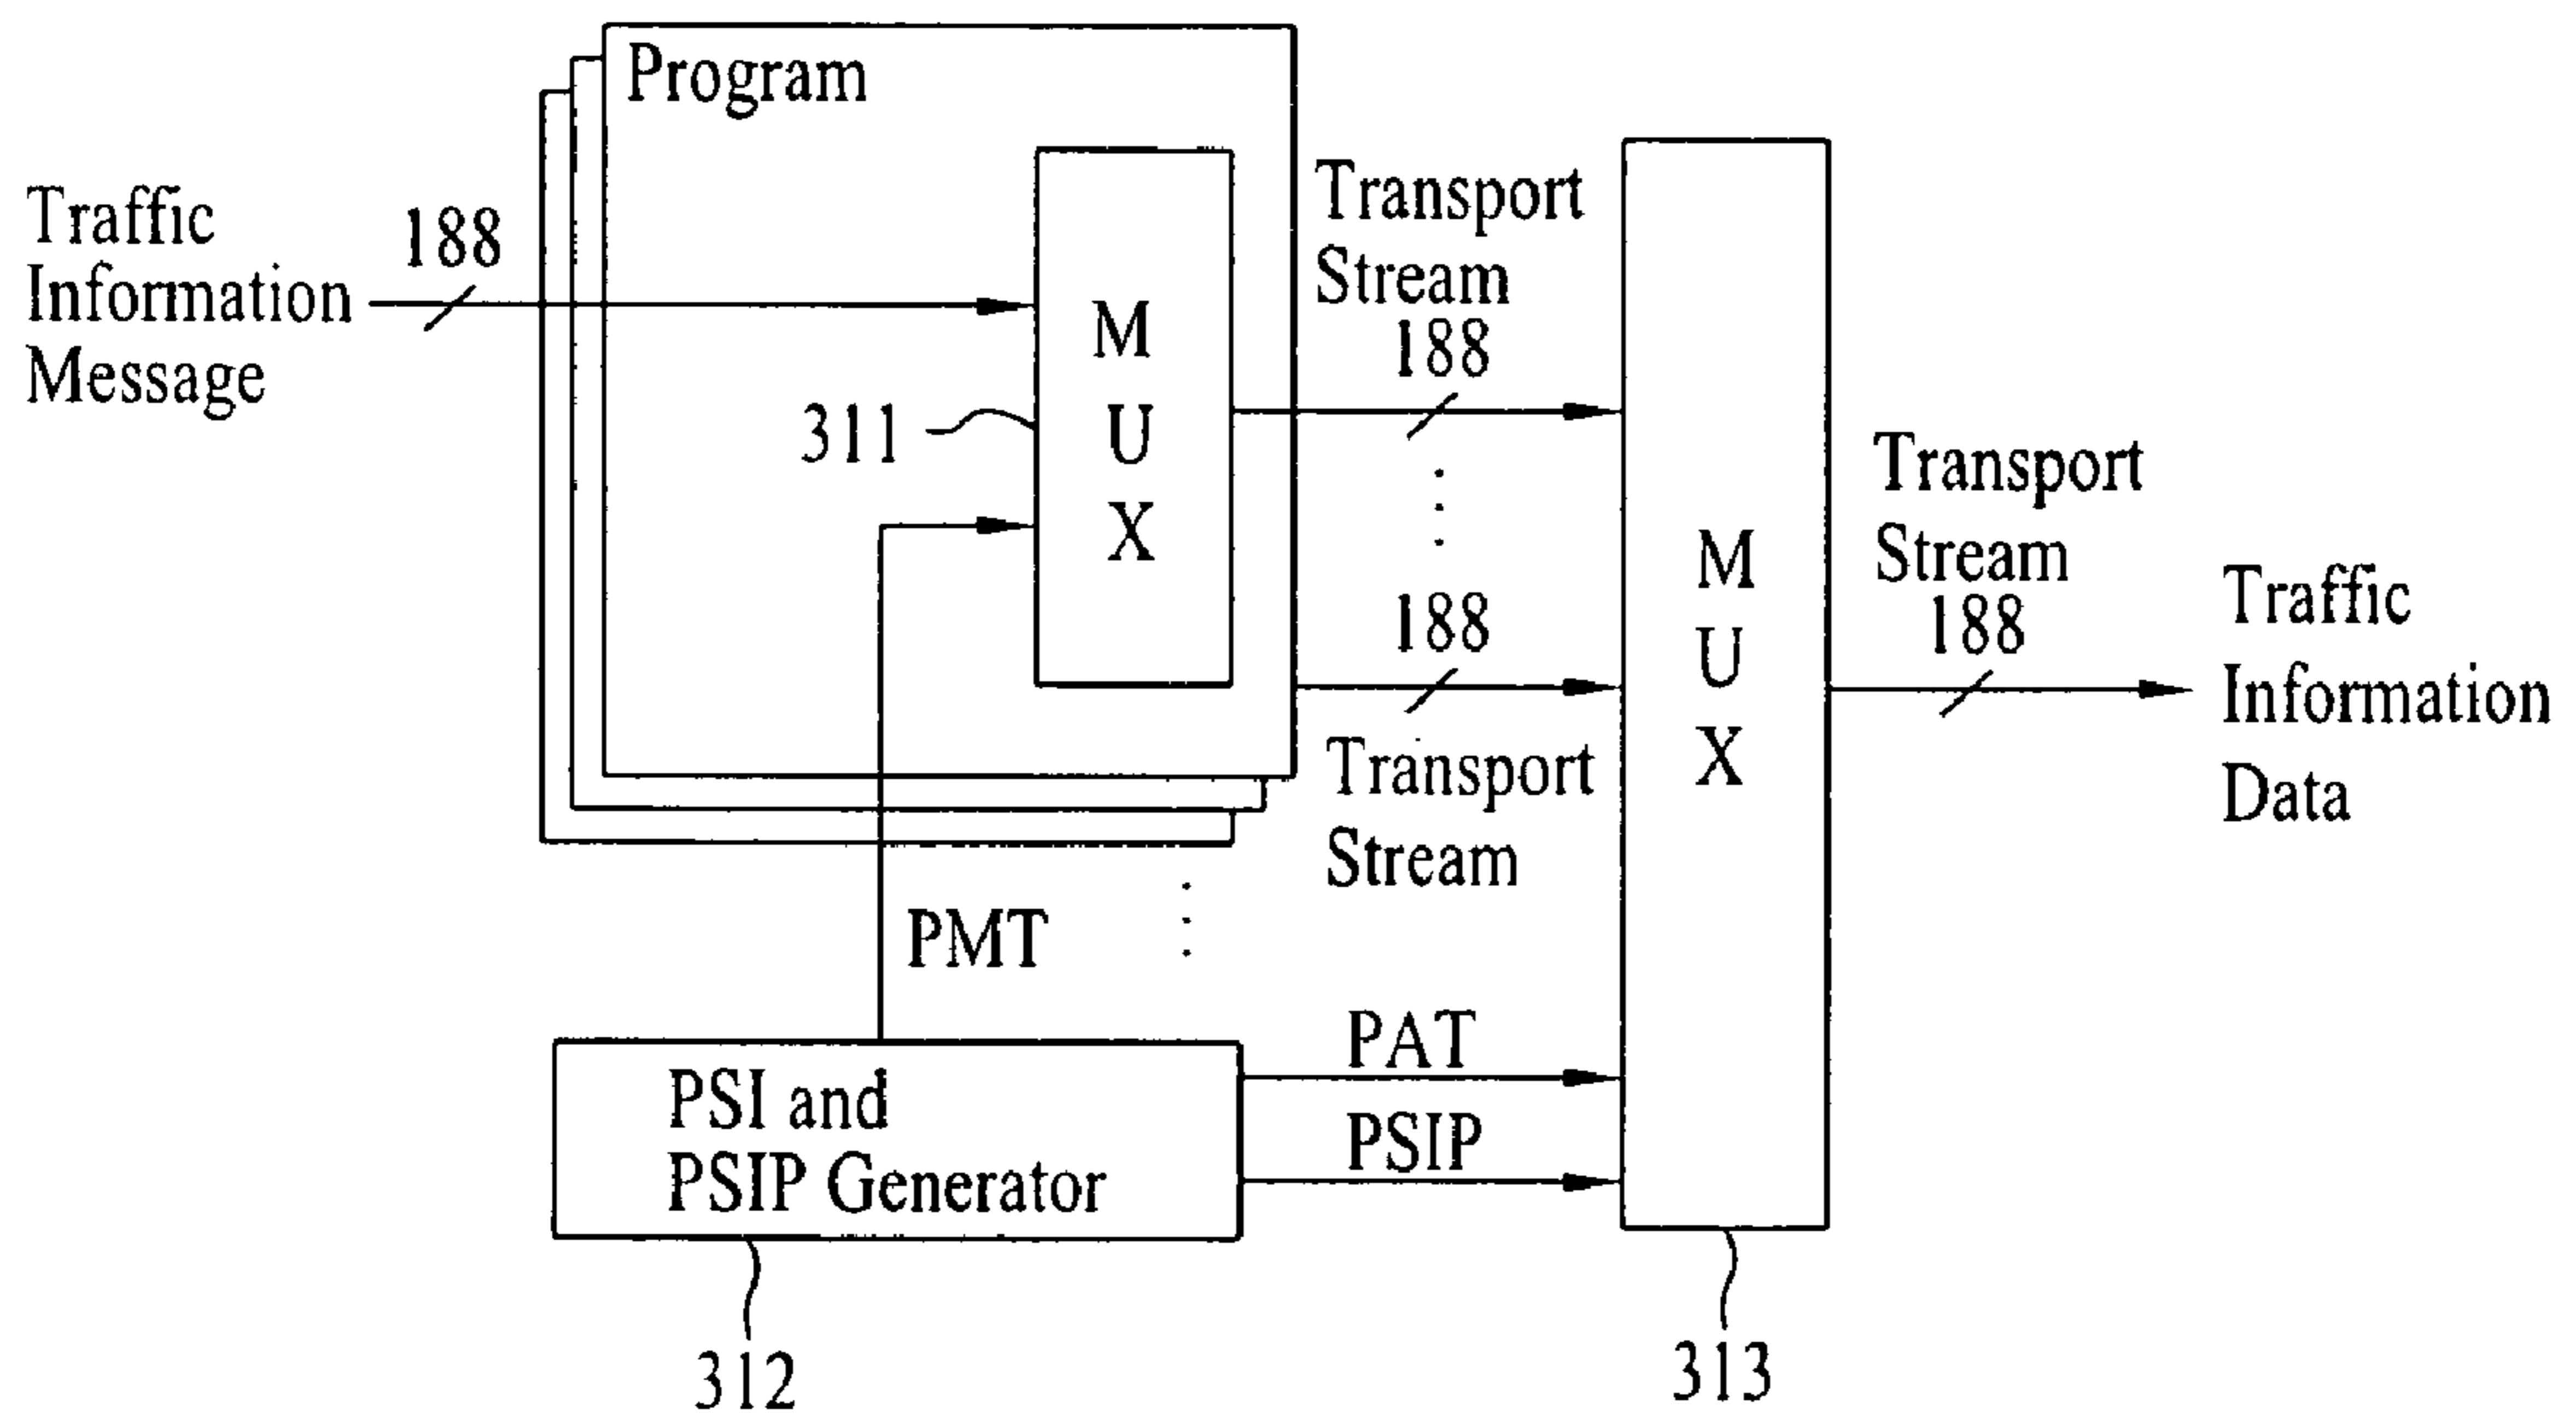 Program
Traffic
Information
Message
188
311
M
U
X
Transport
Stream
188
188
Transport
Stream
M
U
X
Transport
Stream
188
Traffic
Information
Data
PMT
PSI and
PSIP Generator
PAT
PSIP
312
313